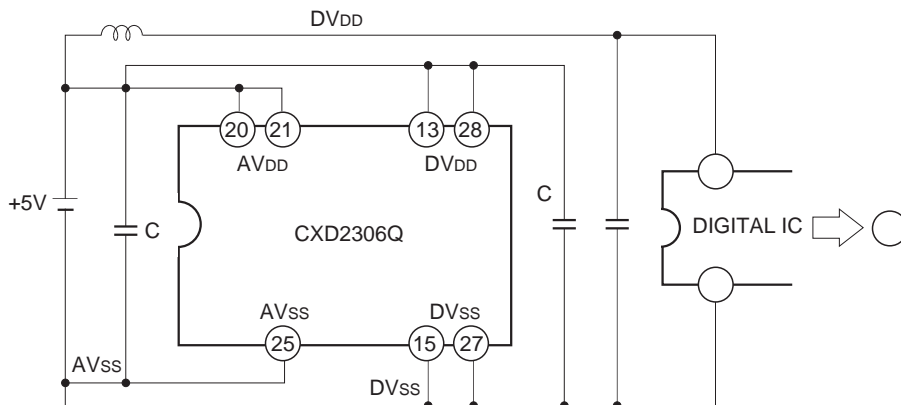 DVDD
20 21 13 28
AVDD DVDD
+5V
C
C
CXD2306Q
DIGITAL IC
AVSS DVSS
25 15 27
AVSS
DVSS